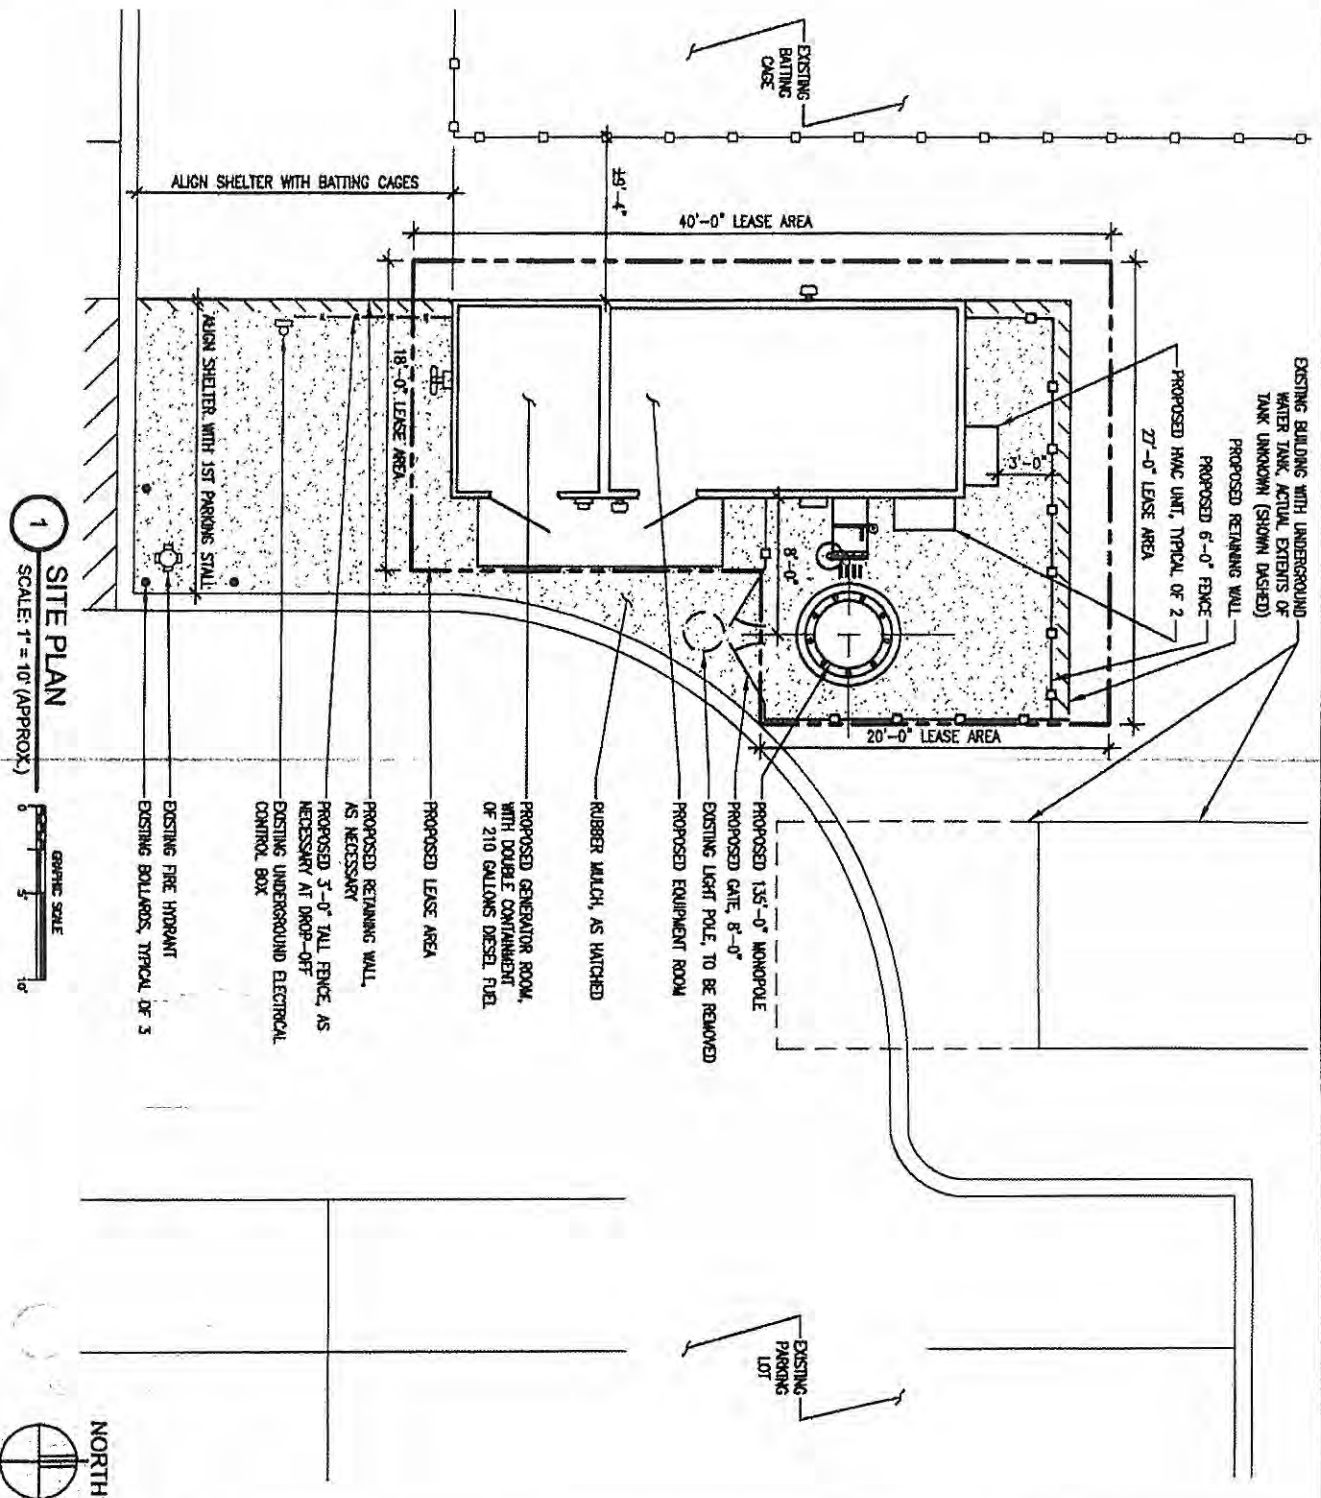 EXISTING
BATTING
CAGE
ALIGN SHELTER WITH BATTING CAGES
±5'-4"
40'-0" LEASE AREA
EXISTING BUILDING WITH UNDERGROUND
WATER TANK, ACTUAL EXTENTS OF
TANK UNKNOWN (SHOWN DASHED)
PROPOSED RETAINING WALL
PROPOSED 6'-0" FENCE
PROPOSED HVAC UNIT, TYPICAL OF 2
27'-0" LEASE AREA
3'-0"
8'-0"
18'-0" LEASE AREA
ALIGN SHELTER WITH 1ST PARKING STALL
20'-0" LEASE AREA
PROPOSED 135'-0" MONOPOLE
PROPOSED GATE, 8'-0"
EXISTING LIGHT POLE, TO BE REMOVED
PROPOSED EQUIPMENT ROOM
RUBBER MULCH, AS HATCHED
PROPOSED GENERATOR ROOM,
WITH DOUBLE CONTAINMENT
OF 210 GALLONS DIESEL FUEL
PROPOSED LEASE AREA
PROPOSED RETAINING WALL,
AS NECESSARY
PROPOSED 3'-0" TALL FENCE, AS
NECESSARY AT DROP-OFF
EXISTING UNDERGROUND ELECTRICAL
CONTROL BOX
EXISTING FIRE HYDRANT
EXISTING BOLLARDS, TYPICAL OF 3
EXISTING
PARKING
LOT
1
SITE PLAN
SCALE: 1" = 10' (APPROX.)
GRAPHIC SCALE
0
5'
10'
NORTH